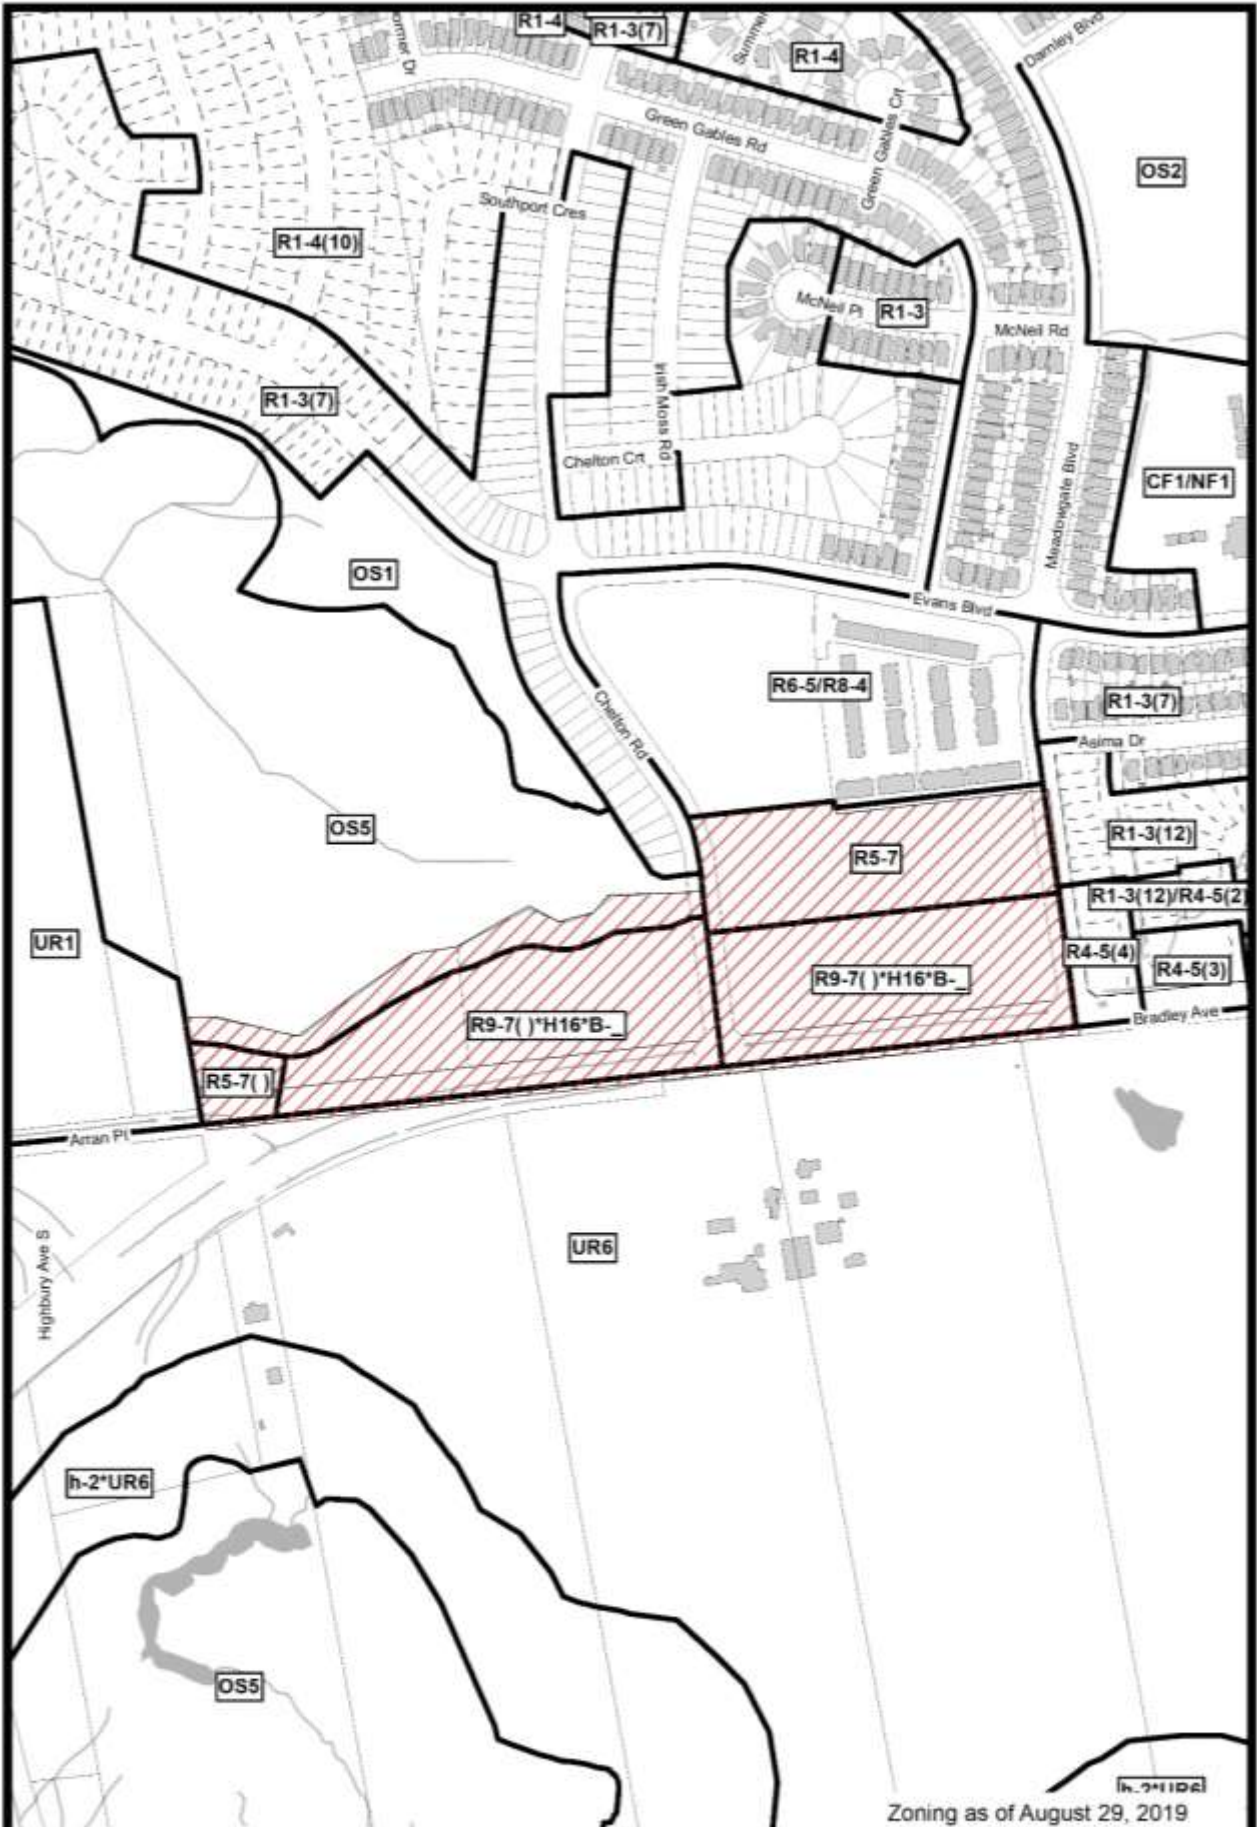 R1-4
R1-3(7)
R1-4
Darnley Blvd
Green Gables Rd
Green Gables Crt
OS2
Southport Cres
R1-4(10)
McNeil Pl
R1-3
McNeil Rd
R1-3(7)
Irish Moss Rd
Chelton Crt
Meadowgate Blvd
CF1/NF1
OS1
Evans Blvd
R6-5/R8-4
R1-3(7)
Chelton Rd
Asima Dr
OS5
R1-3(12)
R5-7
R1-3(12)/R4-5(2)
UR1
R4-5(4)
R4-5(3)
R9-7( )*H16*B-_
R9-7( )*H16*B-_
Bradley Ave
R5-7( )
Arran Pl
Highbury Ave S
UR6
h-2*UR6
OS5
h-2*UR6
Zoning as of August 29, 2019